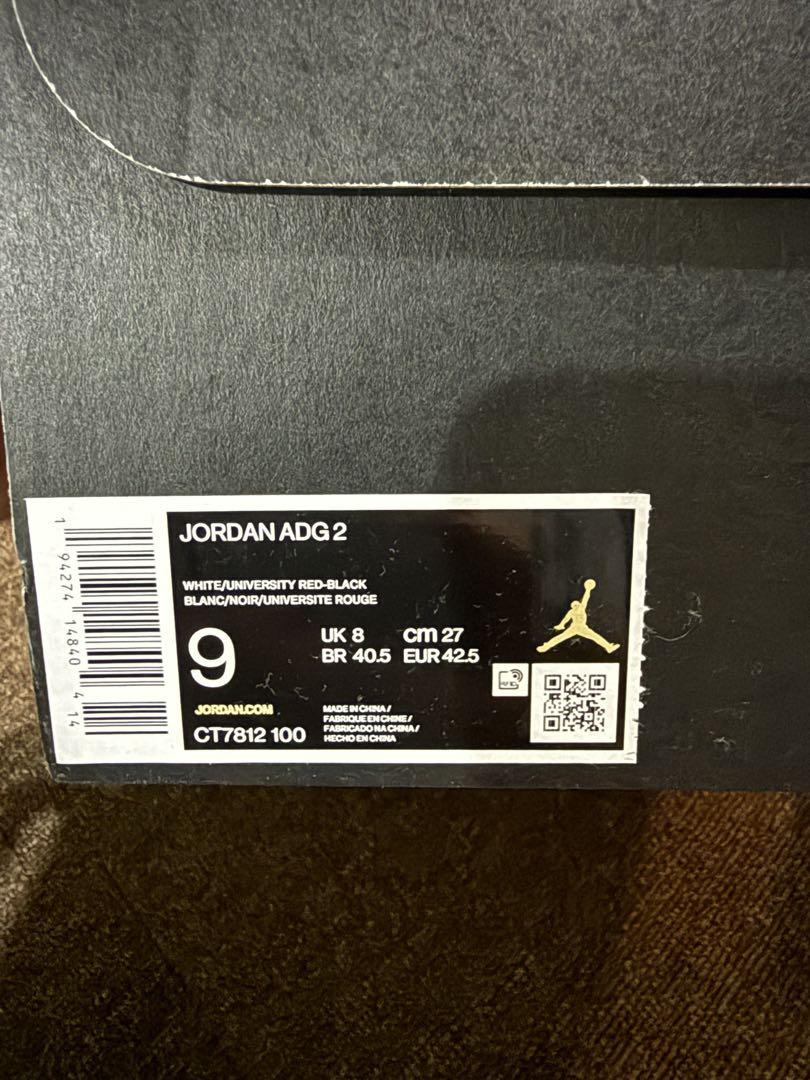 JORDAN ADG 2
WHITE/UNIVERSITY RED-BLACK
BLANC/NOIR/UNIVERSITE ROUGE
9
UK 8 cm 27
BR 40.5 EUR 42.5
JORDAN.COM
CT7812 100
MADE IN CHINA /
FABRIQUE EN CHINE /
FABRICADO NA CHINA /
HECHO EN CHINA
1 94274 14840 4 14